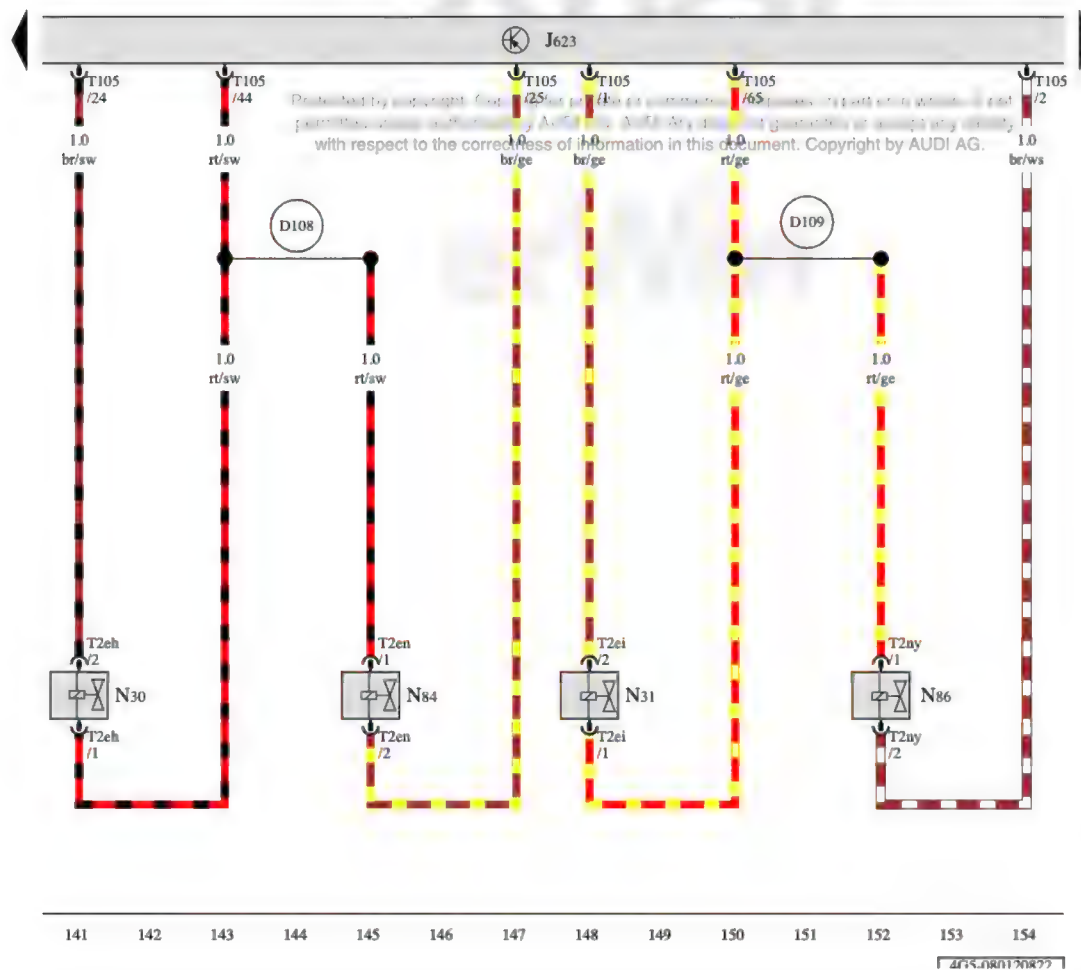 J623
T105 T105 T105 T105 T105 T105
/24 /44 /25 /1 /65 /2
with respect to the correctness of information in this document. Copyright by AUDI AG.
1.0 1.0 1.0 1.0 1.0 1.0
br/sw rt/sw br/ge br/ge rt/ge br/ws
D108 D109
1.0 1.0 1.0 1.0
rt/sw rt/sw rt/ge rt/ge
T2eh T2en T2ei T2ny
/2 /1 /2 /1
N30 N84 N31 N86
T2eh T2en T2ei T2ny
/1 /2 /1 /2
141 142 143 144 145 146 147 148 149 150 151 152 153 154
4G5-080120822